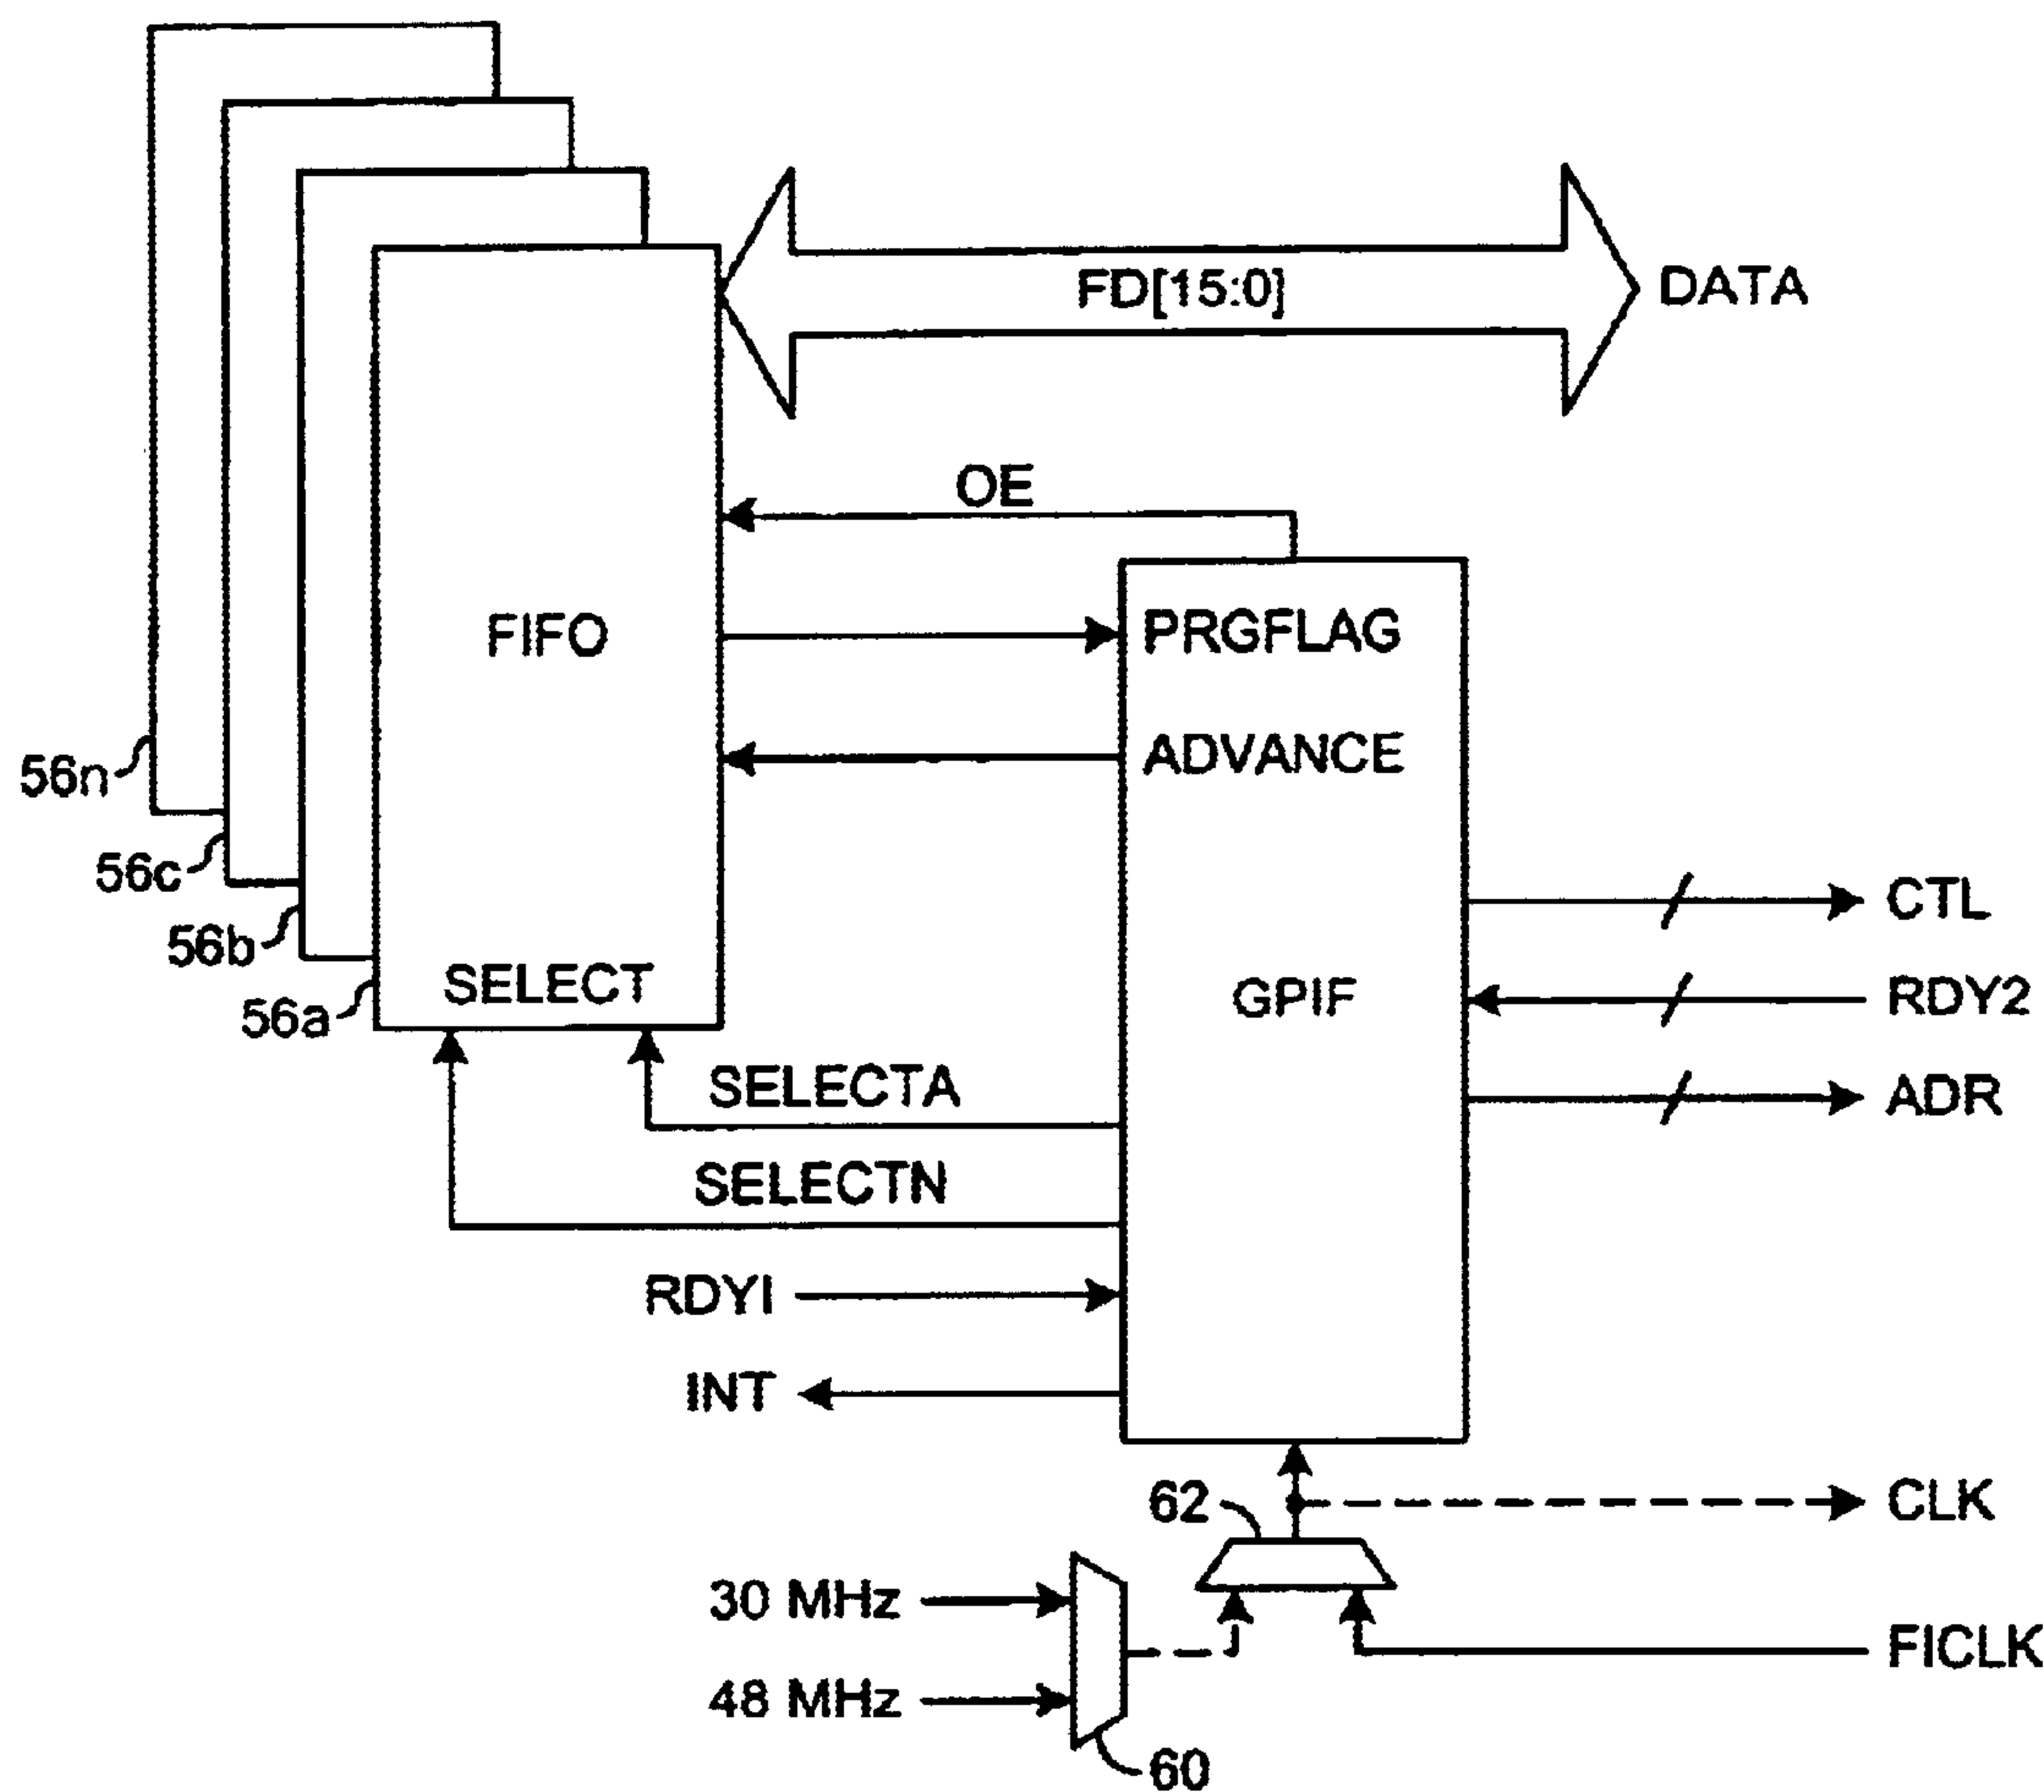 FD[15:0]
DATA
OE
FIFO
PRGFLAG
ADVANCE
56n
56c
56b
56a
SELECT
CTL
GPIF
RDY2
ADR
SELECTA
SELECTN
RDYI
INT
62
CLK
30 MHz
FICLK
48 MHz
60